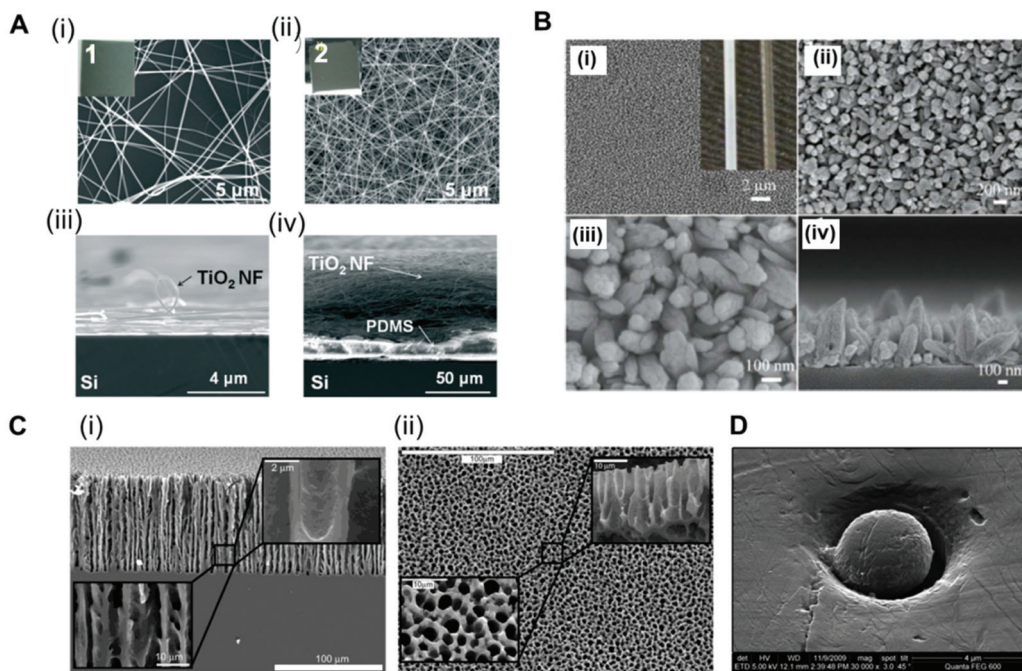 A
(i)
(ii)
1
2
5 µm
5 µm
(iii)
(iv)
TiO2 NF
TiO2 NF
PDMS
Si
4 µm
Si
50 µm
B
(i)
(ii)
2 µm
200 nm
(iii)
(iv)
100 nm
100 nm
C
(i)
(ii)
2 µm
10 µm
100 µm
100µm
10 µm
10µm
D
det HV WD 11/9/2009 mag spot tilt 4 µm
ETD 5.00 kV 12.1 mm 2:39:48 PM 30 000 x 3.0 45 ° Quanta FEG 600